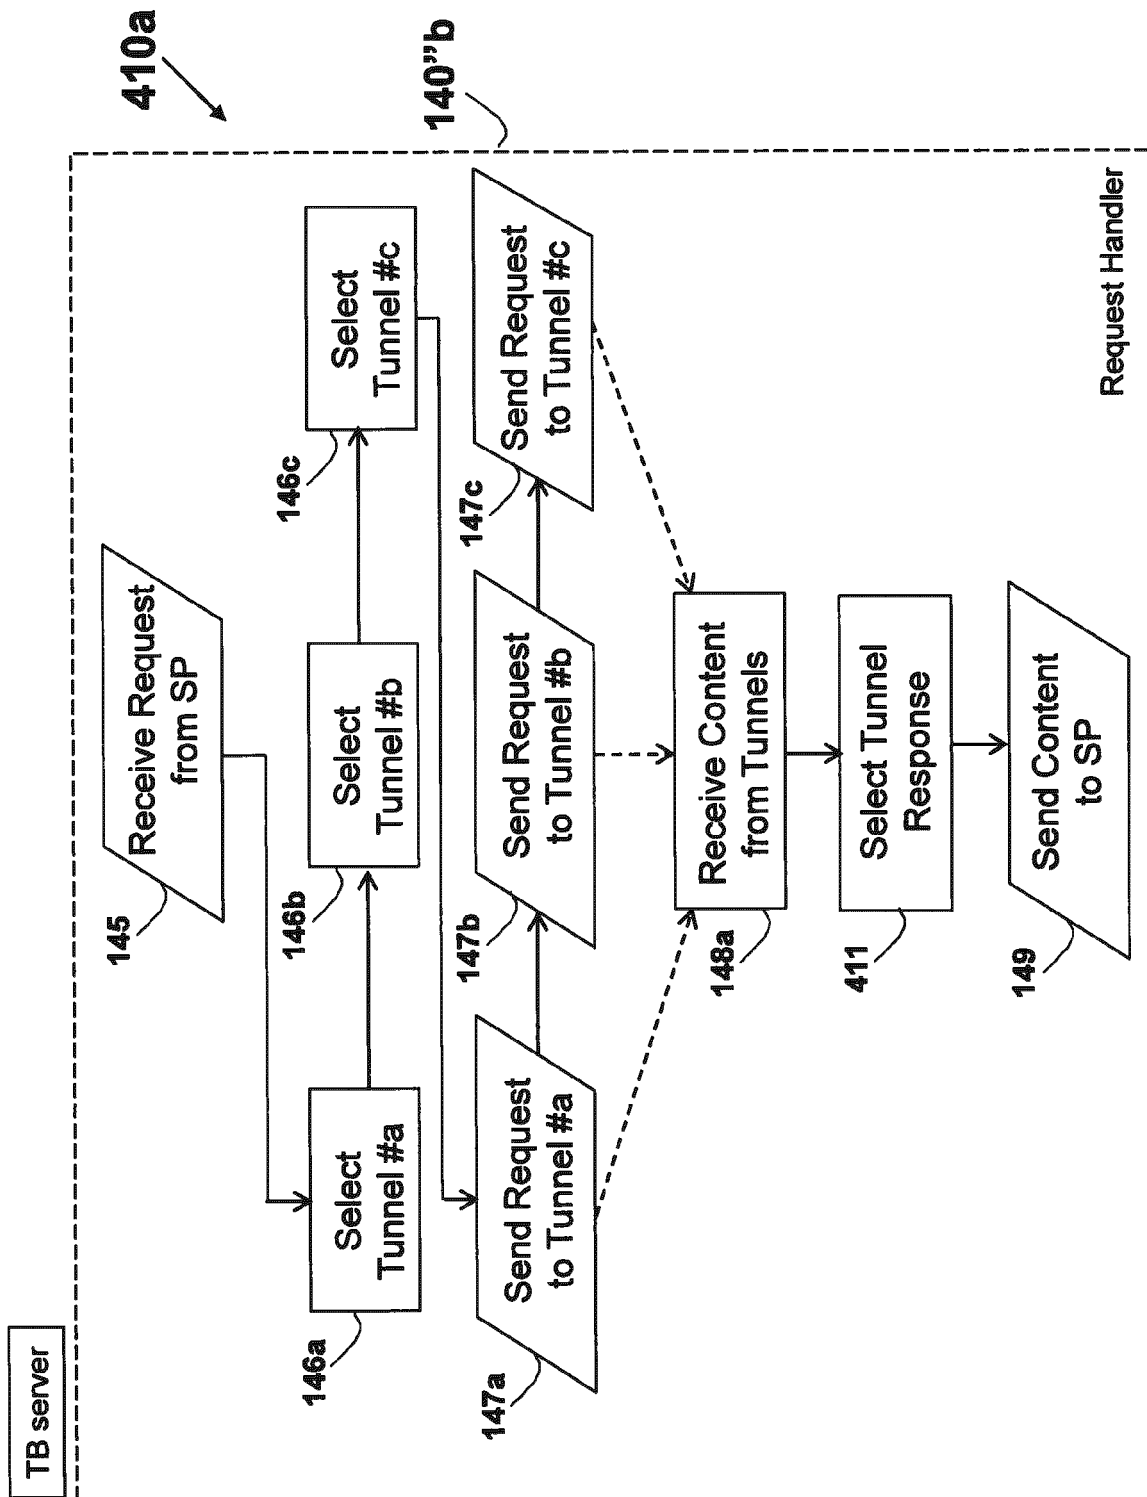 TB server
410a
140"b
Receive Request
from SP
145
Select
Tunnel #a
146a
Select
Tunnel #b
146b
Select
Tunnel #c
146c
Send Request
to Tunnel #a
147a
Send Request
to Tunnel #b
147b
Send Request
to Tunnel #c
147c
Receive Content
from Tunnels
148a
Select Tunnel
Response
411
Send Content
to SP
149
Request Handler